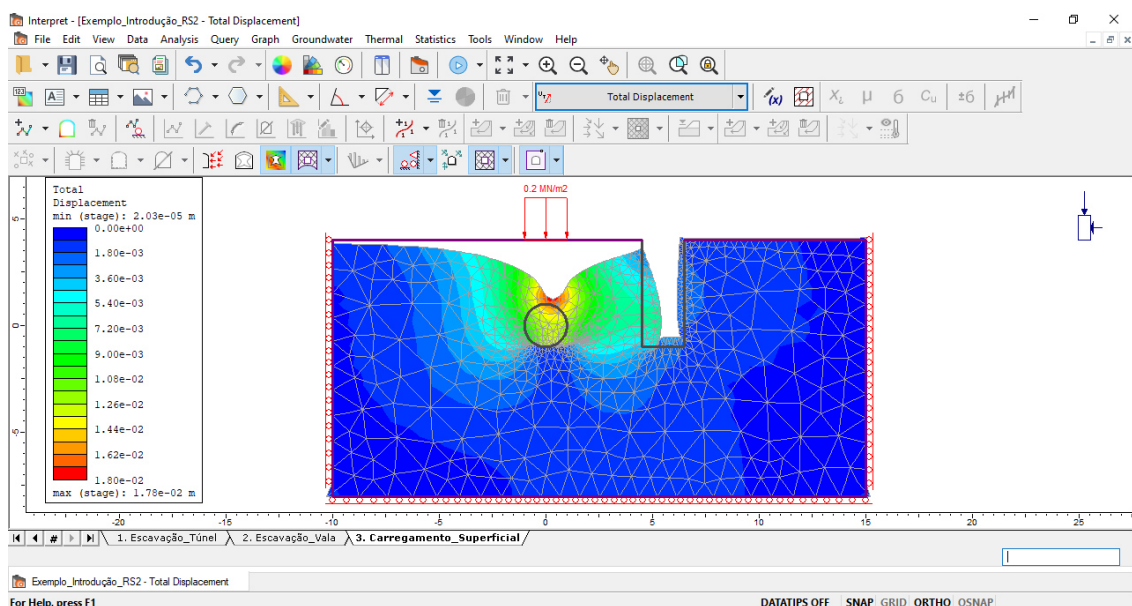 Interpret - [Exemplo_Introdução_RS2 - Total Displacement]
File Edit View Data Analysis Query Graph Groundwater Thermal Statistics Tools Window Help
123 A Total Displacement (x) μ б Cu ±б
0.2 MN/m2
Total
Displacement
min (stage): 2.03e-05 m
0.00e+00
1.80e-03
3.60e-03
5.40e-03
7.20e-03
9.00e-03
1.08e-02
1.26e-02
1.44e-02
1.62e-02
1.80e-02
max (stage): 1.78e-02 m
5
0
-5
-20 -15 -10 -5 0 5 10 15 20 25
# 1. Escavação_Túnel 2. Escavação_Vala 3. Carregamento_Superficial
Exemplo_Introdução_RS2 - Total Displacement
For Help, press F1 DATATIPS OFF SNAP GRID ORTHO OSNAP